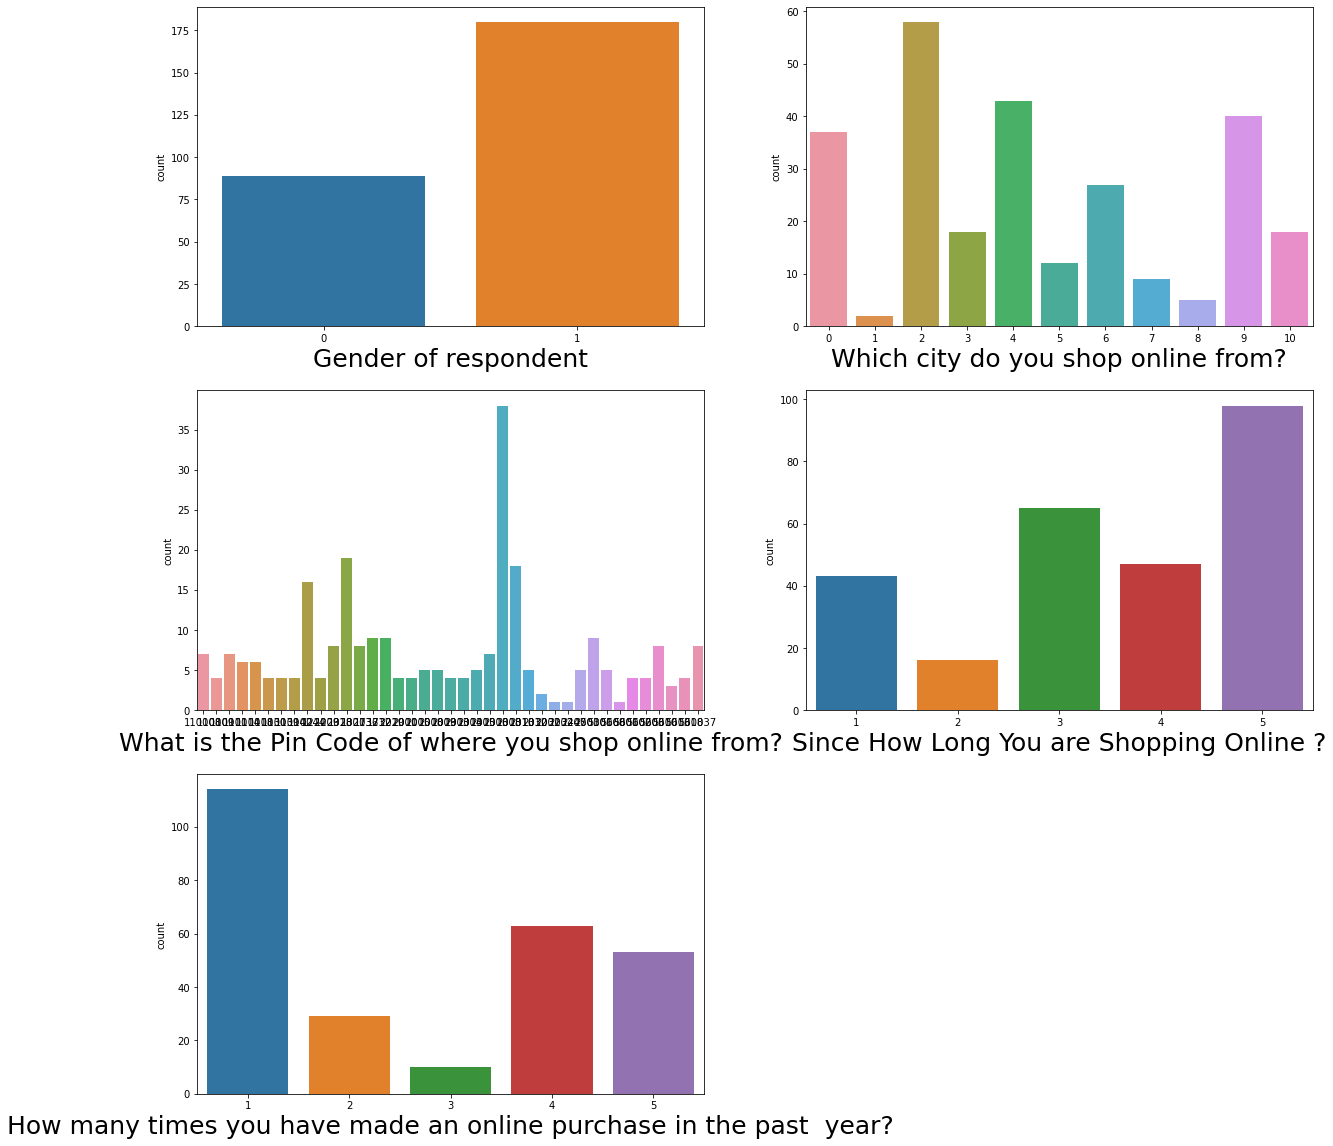 175
150
125
100
75
50
25
0
count
0 1
Gender of respondent
60
50
40
30
20
10
0
count
0 1 2 3 4 5 6 7 8 9 10
Which city do you shop online from?
35
30
25
20
15
10
5
0
count
What is the Pin Code of where you shop online from?
100
80
60
40
20
0
count
1 2 3 4 5
Since How Long You are Shopping Online ?
100
80
60
40
20
0
count
1 2 3 4 5
How many times you have made an online purchase in the past  year?